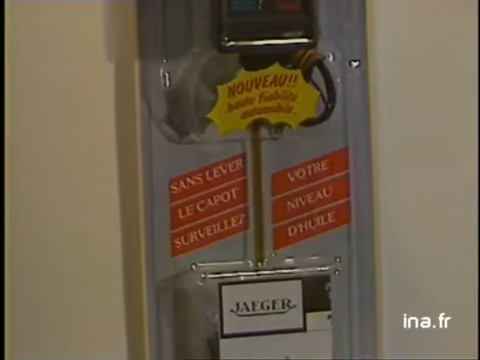 NOUVEAU!!
haute fiabilité
automobile.
SANS LEVER
LE CAPOT
SURVEILLEZ
VOTRE
NIVEAU
D'HUILE
JAEGER
ina.fr